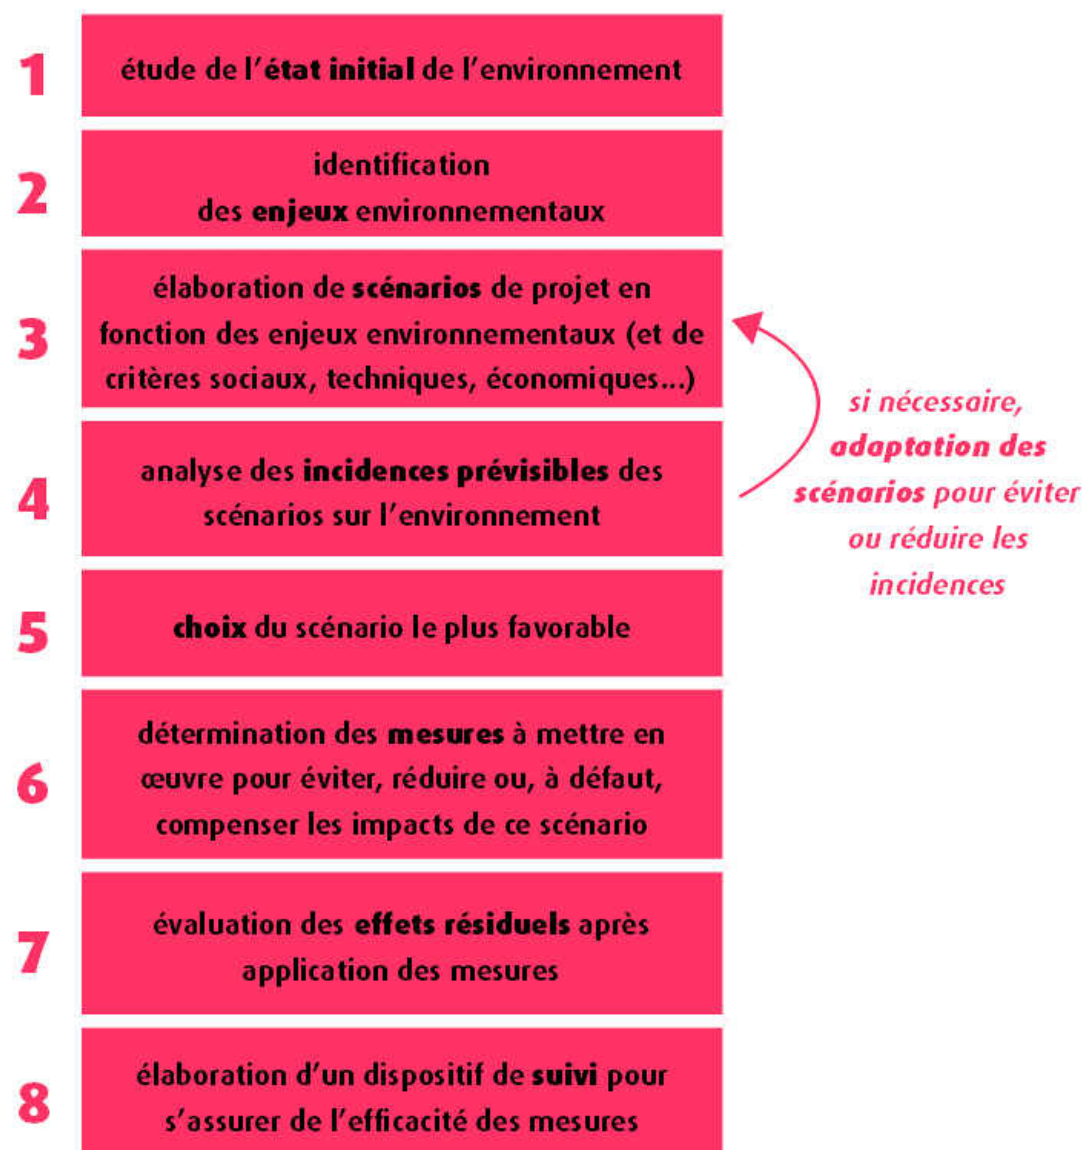 1
étude de l'état initial de l'environnement
2
identification
des enjeux environnementaux
3
élaboration de scénarios de projet en
fonction des enjeux environnementaux (et de
critères sociaux, techniques, économiques...)
si nécessaire,
adaptation des
scénarios pour éviter
ou réduire les
incidences
4
analyse des incidences prévisibles des
scénarios sur l'environnement
5
choix du scénario le plus favorable
6
détermination des mesures à mettre en
œuvre pour éviter, réduire ou, à défaut,
compenser les impacts de ce scénario
7
évaluation des effets résiduels après
application des mesures
8
élaboration d'un dispositif de suivi pour
s'assurer de l'efficacité des mesures